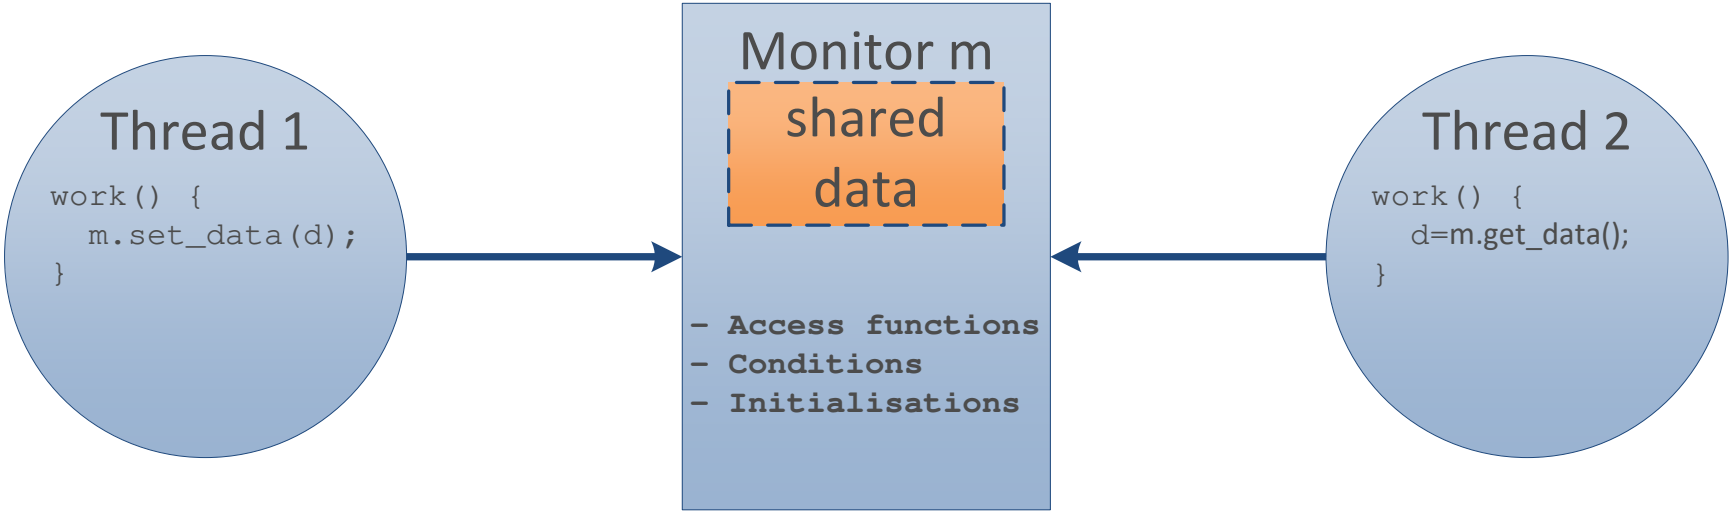 Thread 1
work() {
m.set_data(d);
}
Monitor m
shared
data
– Access functions
– Conditions
– Initialisations
Thread 2
work() {
d=m.get_data();
}